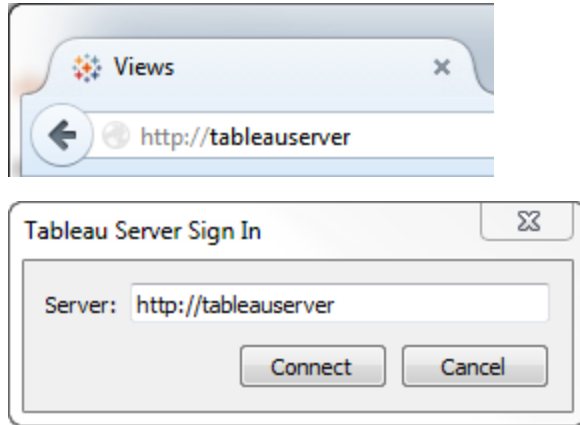 Views
http://tableauserver
Tableau Server Sign In
Server: http://tableauserver
Connect Cancel